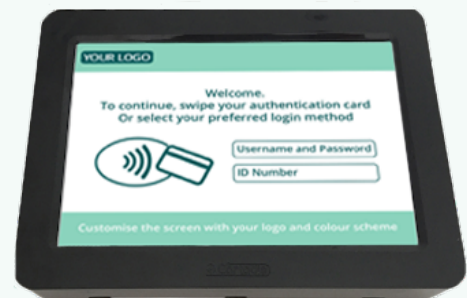 YOUR LOGO
Welcome.
To continue, swipe your authentication card
Or select your preferred login method
Username and Password
ID Number
Customise the screen with your logo and colour scheme